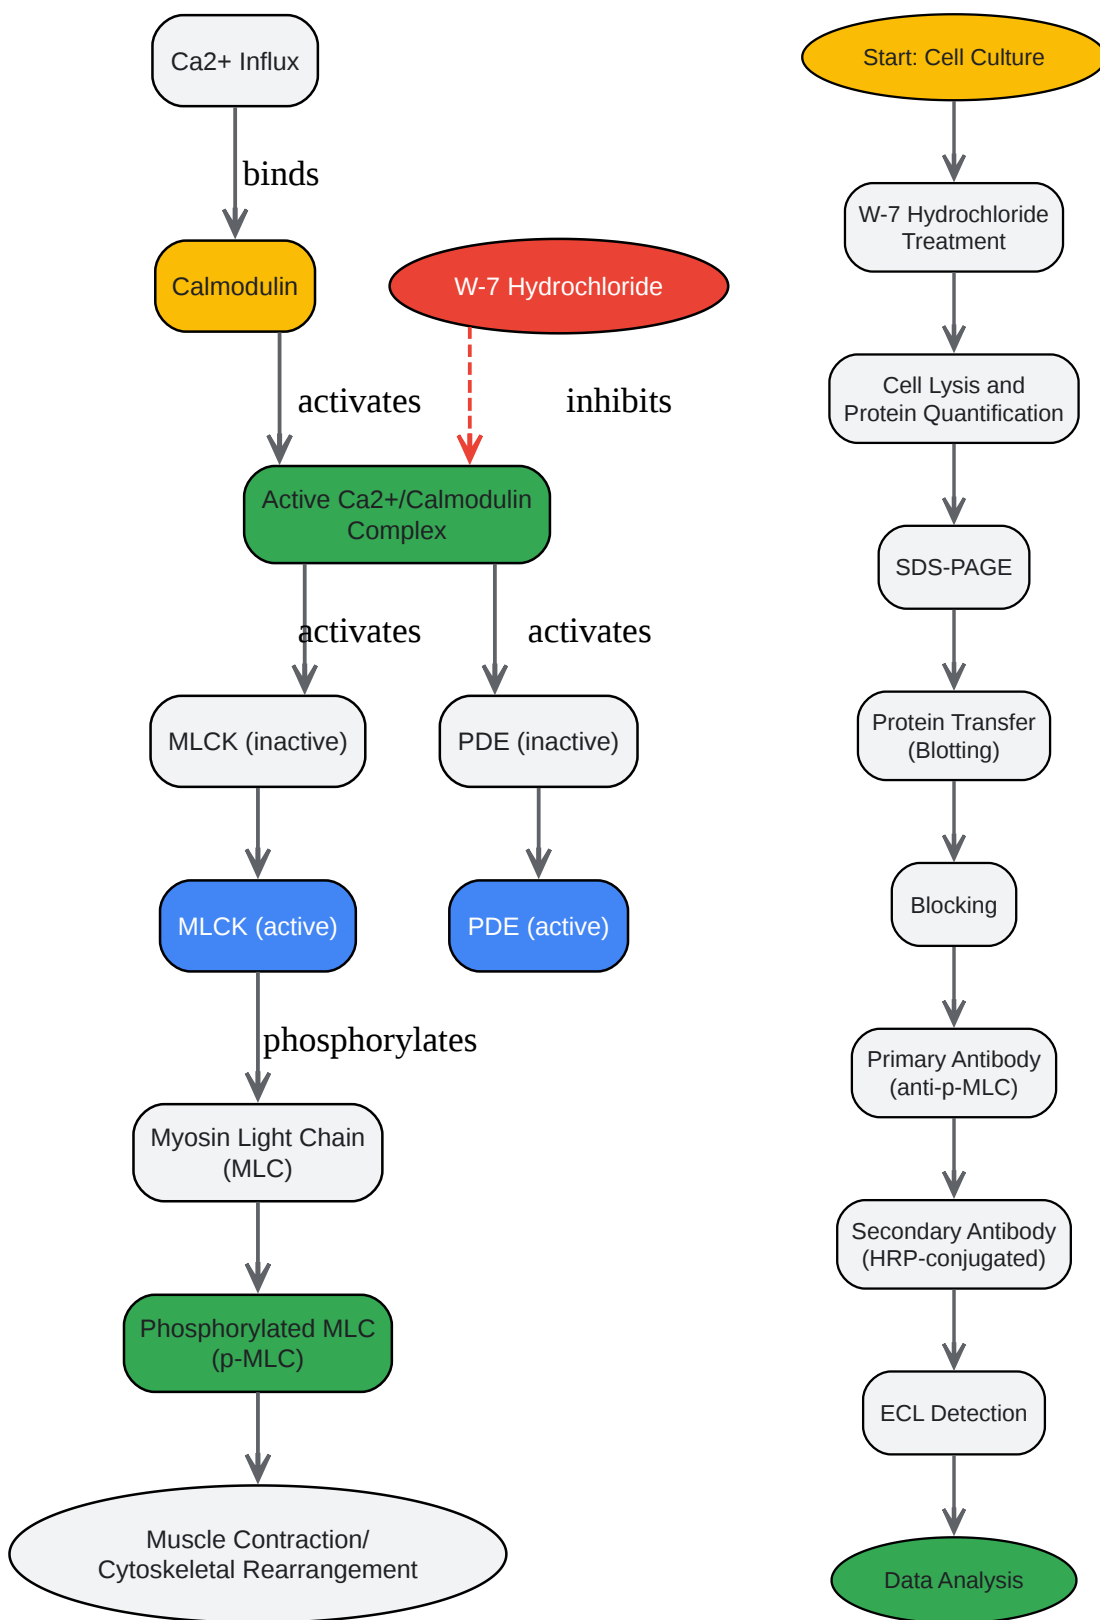 Ca2+ Influx
binds
Calmodulin
W-7 Hydrochloride
activates
inhibits
Active Ca2+/Calmodulin
Complex
activates
activates
MLCK (inactive)
PDE (inactive)
MLCK (active)
PDE (active)
phosphorylates
Myosin Light Chain
(MLC)
Phosphorylated MLC
(p-MLC)
Muscle Contraction/
Cytoskeletal Rearrangement
Start: Cell Culture
W-7 Hydrochloride
Treatment
Cell Lysis and
Protein Quantification
SDS-PAGE
Protein Transfer
(Blotting)
Blocking
Primary Antibody
(anti-p-MLC)
Secondary Antibody
(HRP-conjugated)
ECL Detection
Data Analysis